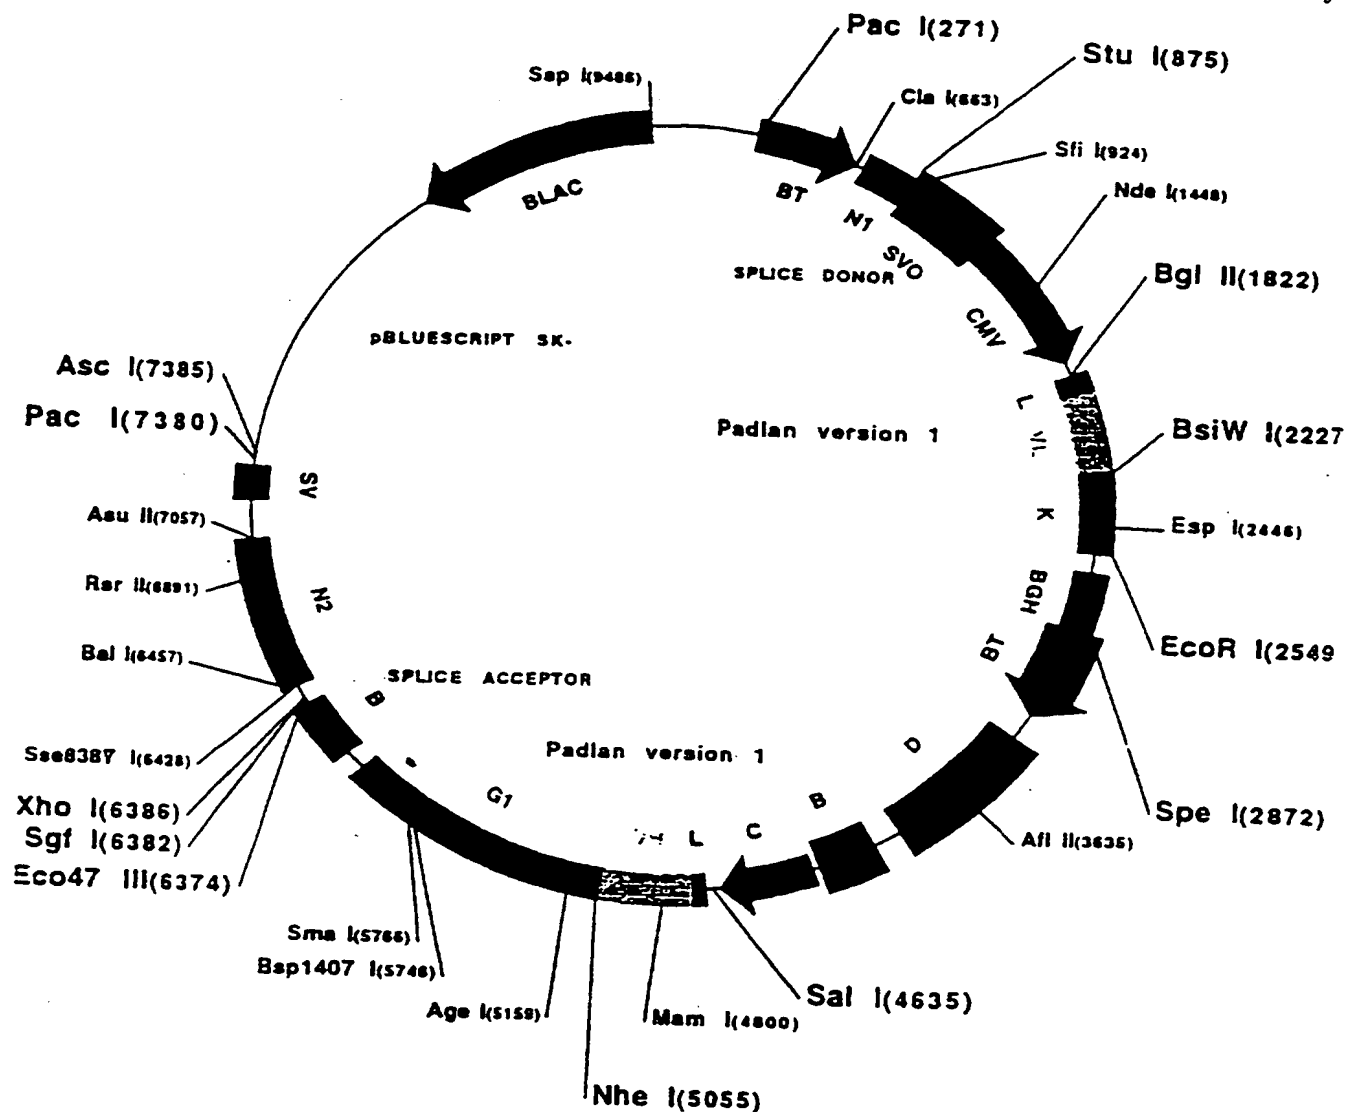 Pac I(271)
Stu I(875)
Ssp I(9485)
Cla I(653)
Sfi I(924)
Nde I(1448)
BLAC
BT
N1
SVO
SPLICE DONOR
Bgl II(1822)
CMV
pBLUESCRIPT SK-
Asc I(7385)
Pac I(7380)
L
Padlan version 1
BsiW I(2227
SV
K
Asu II(7057)
Esp I(2446)
Rsr II(6891)
N2
BGH
BT
EcoR I(2549
Bal I(6457)
SPLICE ACCEPTOR
B
Padlan version 1
D
Sse8387 I(6428)
Xho I(6386)
Sgf I(6382)
Eco47 III(6374)
G1
B
C
L
Spe I(2872)
Afl II(3635)
Sma I(5766)
Bsp1407 I(5746)
Age I(5159)
Mam I(4800)
Sal I(4635)
Nhe I(5055)